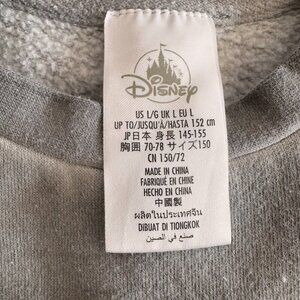 Disney
US L/G UK L EU L
UP TO/JUSQU'À/HASTA 152 cm
JP日本 身長 145-155
胸囲 70-78 サイズ150
CN 150/72
MADE IN CHINA
FABRIQUÉ EN CHINE
HECHO EN CHINA
中國製
ผลิตในประเทศจีน
DIBUAT DI TIONGKOK
صنع في الصين